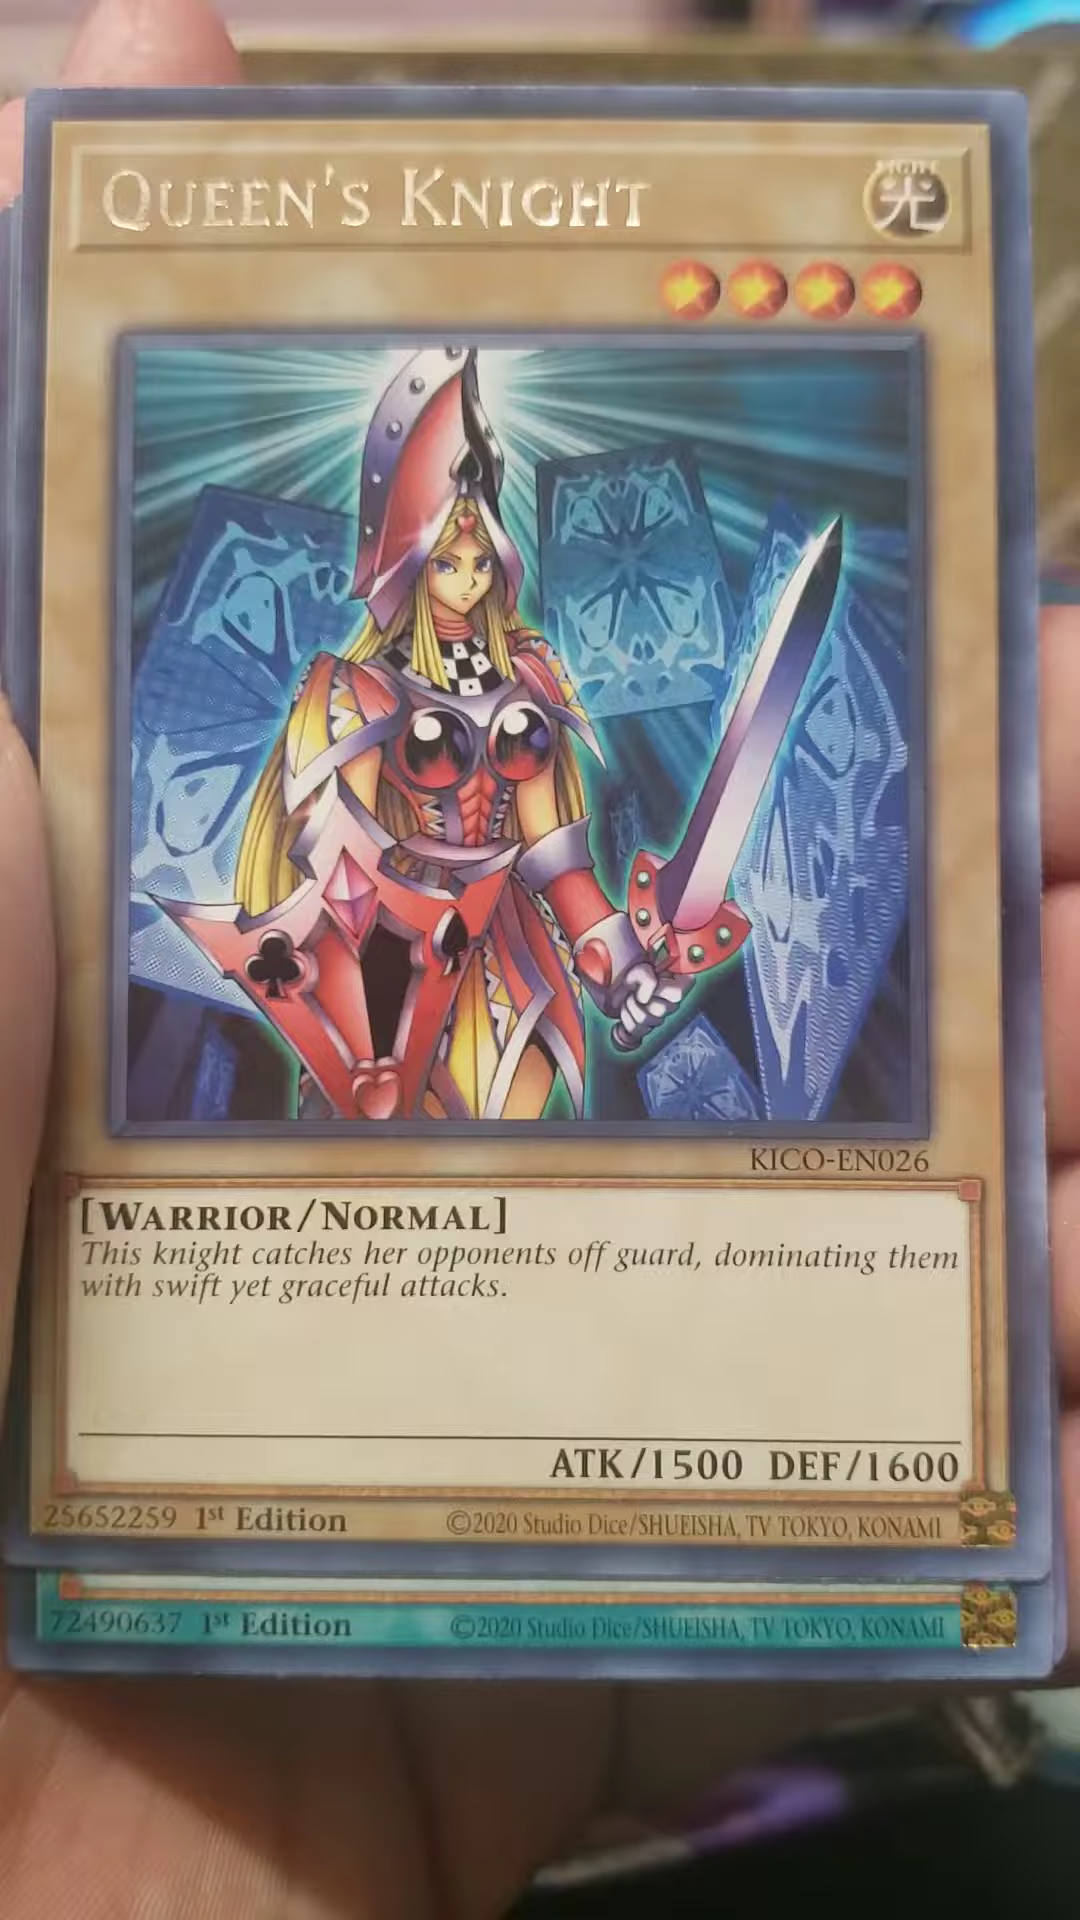 QUEEN'S KNIGHT
LIGHT
光
KICO-EN026
[WARRIOR/NORMAL]
This knight catches her opponents off guard, dominating them
with swift yet graceful attacks.
ATK/1500 DEF/1600
25652259 1st Edition ©2020 Studio Dice/SHUEISHA, TV TOKYO, KONAMI
72490637 1st Edition ©2020 Studio Dice/SHUEISHA, TV TOKYO, KONAMI